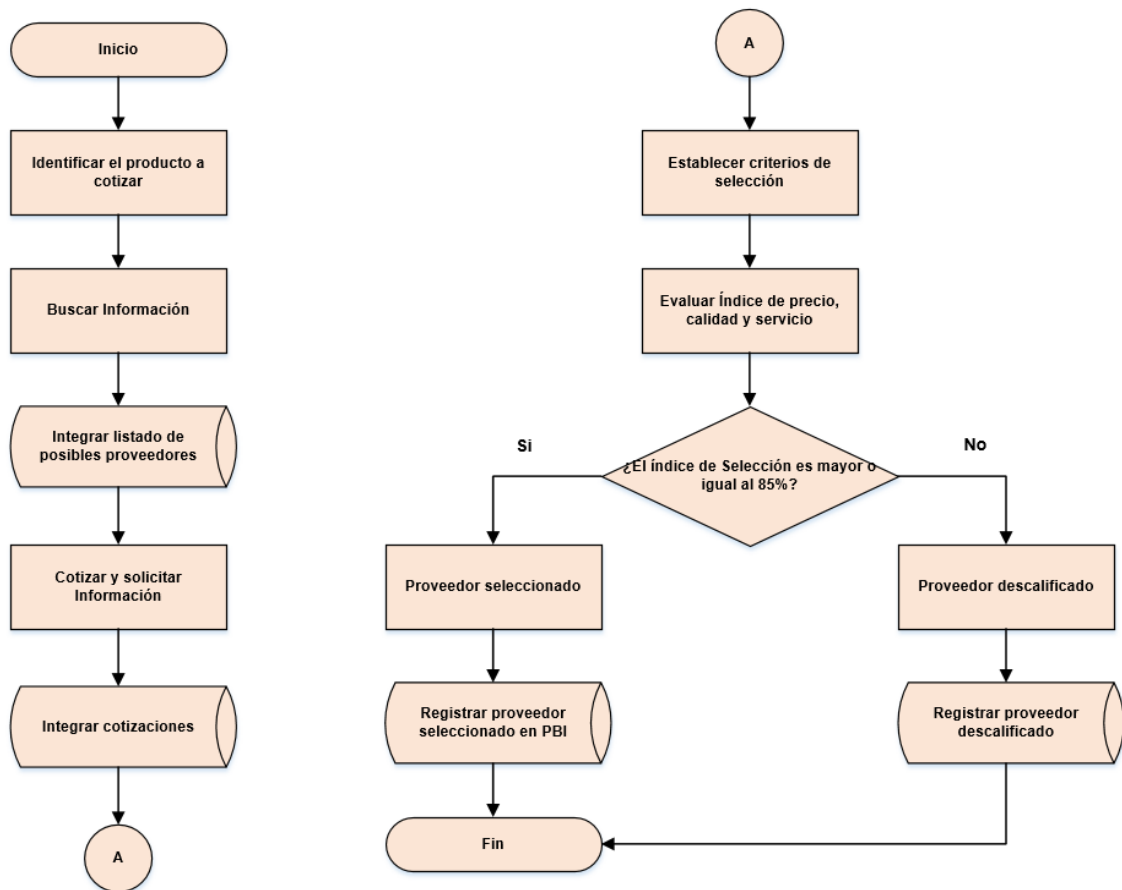 Inicio
Identificar el producto a
cotizar
Buscar Información
Integrar listado de
posibles proveedores
Cotizar y solicitar
Información
Integrar cotizaciones
A
A
Establecer criterios de
selección
Evaluar Índice de precio,
calidad y servicio
¿El índice de Selección es mayor o
igual al 85%?
Si
No
Proveedor seleccionado
Proveedor descalificado
Registrar proveedor
seleccionado en PBI
Registrar proveedor
descalificado
Fin